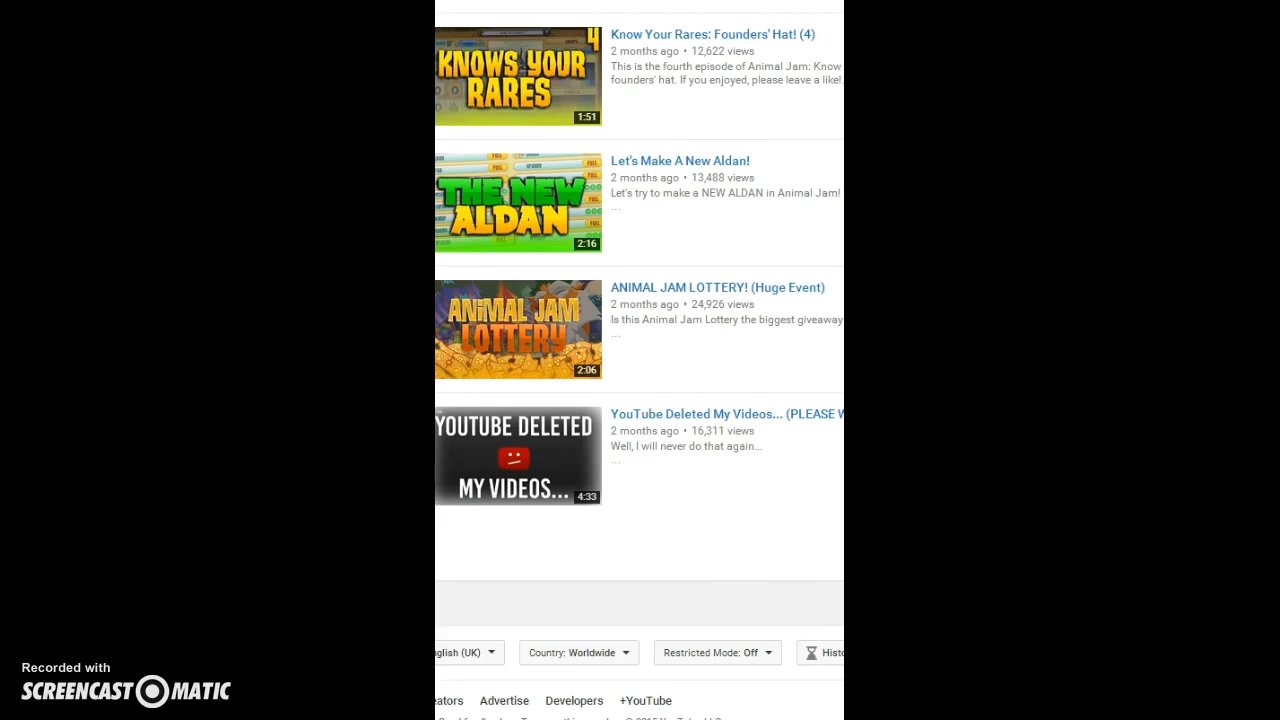 4
KNOWS YOUR
RARES
1:51
Know Your Rares: Founders' Hat! (4)
2 months ago • 12,622 views
This is the fourth episode of Animal Jam: Know
founders' hat. If you enjoyed, please leave a like!
FULL
THE NEW
ALDAN
2:16
Let's Make A New Aldan!
2 months ago • 13,488 views
Let's try to make a NEW ALDAN in Animal Jam!
...
ANIMAL JAM
LOTTERY
2:06
ANIMAL JAM LOTTERY! (Huge Event)
2 months ago • 24,926 views
Is this Animal Jam Lottery the biggest giveaway
...
YOUTUBE DELETED
MY VIDEOS...
4:33
YouTube Deleted My Videos... (PLEASE W
2 months ago • 16,311 views
Well, I will never do that again...
...
nglish (UK) Country: Worldwide Restricted Mode: Off Histo
eators Advertise Developers +YouTube
Recorded with
SCREENCAST-O-MATIC